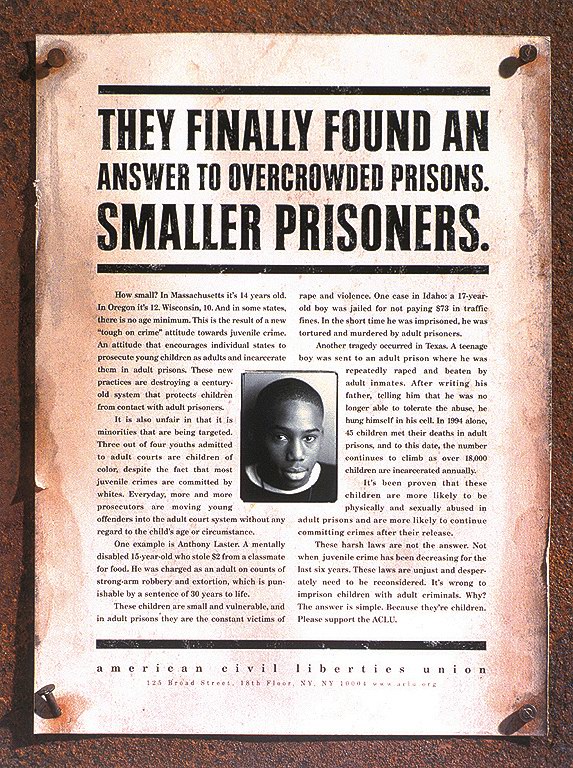 THEY FINALLY FOUND AN
ANSWER TO OVERCROWDED PRISONS.
SMALLER PRISONERS.
How small? In Massachusetts it's 14 years old.
In Oregon it's 12. Wisconsin, 10. And in some states,
there is no age minimum. This is the result of a new
"tough on crime" attitude towards juvenile crime.
An attitude that encourages individual states to
prosecute young children as adults and incarcerate
them in adult prisons. These new
practices are destroying a century-
old system that protects children
from contact with adult prisoners.
It is also unfair in that it is
minorities that are being targeted.
Three out of four youths admitted
to adult courts are children of
color, despite the fact that most
juvenile crimes are committed by
whites. Everyday, more and more
prosecutors are moving young
offenders into the adult court system without any
regard to the child's age or circumstance.
One example is Anthony Laster. A mentally
disabled 15-year-old who stole $2 from a classmate
for food. He was charged as an adult on counts of
strong-arm robbery and extortion, which is pun-
ishable by a sentence of 30 years to life.
These children are small and vulnerable, and
in adult prisons they are the constant victims of
rape and violence. One case in Idaho: a 17-year-
old boy was jailed for not paying $73 in traffic
fines. In the short time he was imprisoned, he was
tortured and murdered by adult prisoners.
Another tragedy occurred in Texas. A teenage
boy was sent to an adult prison where he was
repeatedly raped and beaten by
adult inmates. After writing his
father, telling him that he was no
longer able to tolerate the abuse, he
hung himself in his cell. In 1994 alone,
45 children met their deaths in adult
prisons, and to this date, the number
continues to climb as over 18,000
children are incarcerated annually.
It's been proven that these
children are more likely to be
physically and sexually abused in
adult prisons and are more likely to continue
committing crimes after their release.
These harsh laws are not the answer. Not
when juvenile crime has been decreasing for the
last six years. These laws are unjust and desper-
ately need to be reconsidered. It's wrong to
imprison children with adult criminals. Why?
The answer is simple. Because they're children.
Please support the ACLU.
american civil liberties union
125 Broad Street, 18th Floor, NY, NY 10004 www.aclu.org